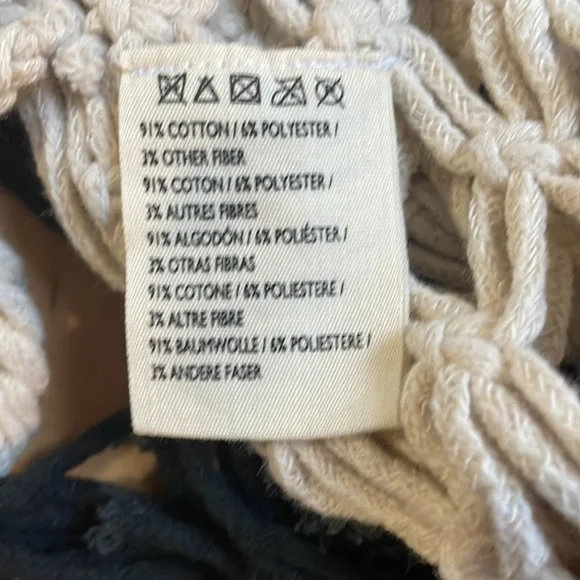 91% COTTON / 6% POLYESTER /
3% OTHER FIBER
91% COTON / 6% POLYESTER /
3% AUTRES FIBRES
91% ALGODÓN / 6% POLIÉSTER /
3% OTRAS FIBRAS
91% COTONE / 6% POLIESTERE /
3% ALTRE FIBRE
91% BAUMWOLLE / 6% POLIESTERE /
3% ANDERE FASER